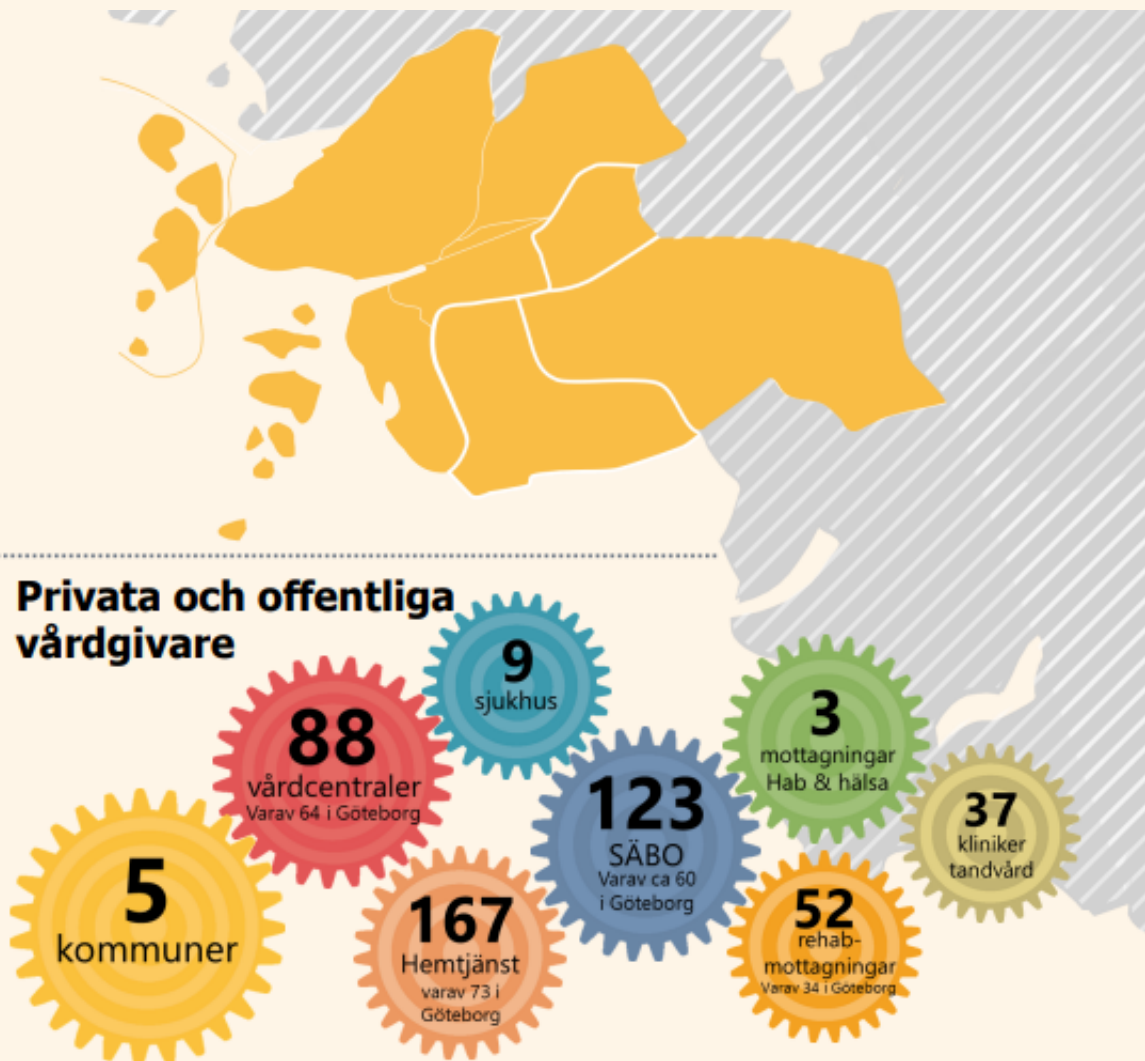 Privata och offentliga
vårdgivare
9
sjukhus
88
vårdcentraler
Varav 64 i Göteborg
3
mottagningar
Hab & hälsa
123
SÄBO
Varav ca 60
i Göteborg
37
kliniker
tandvård
5
kommuner
167
Hemtjänst
varav 73 i
Göteborg
52
rehab-
mottagningar
Varav 34 i Göteborg